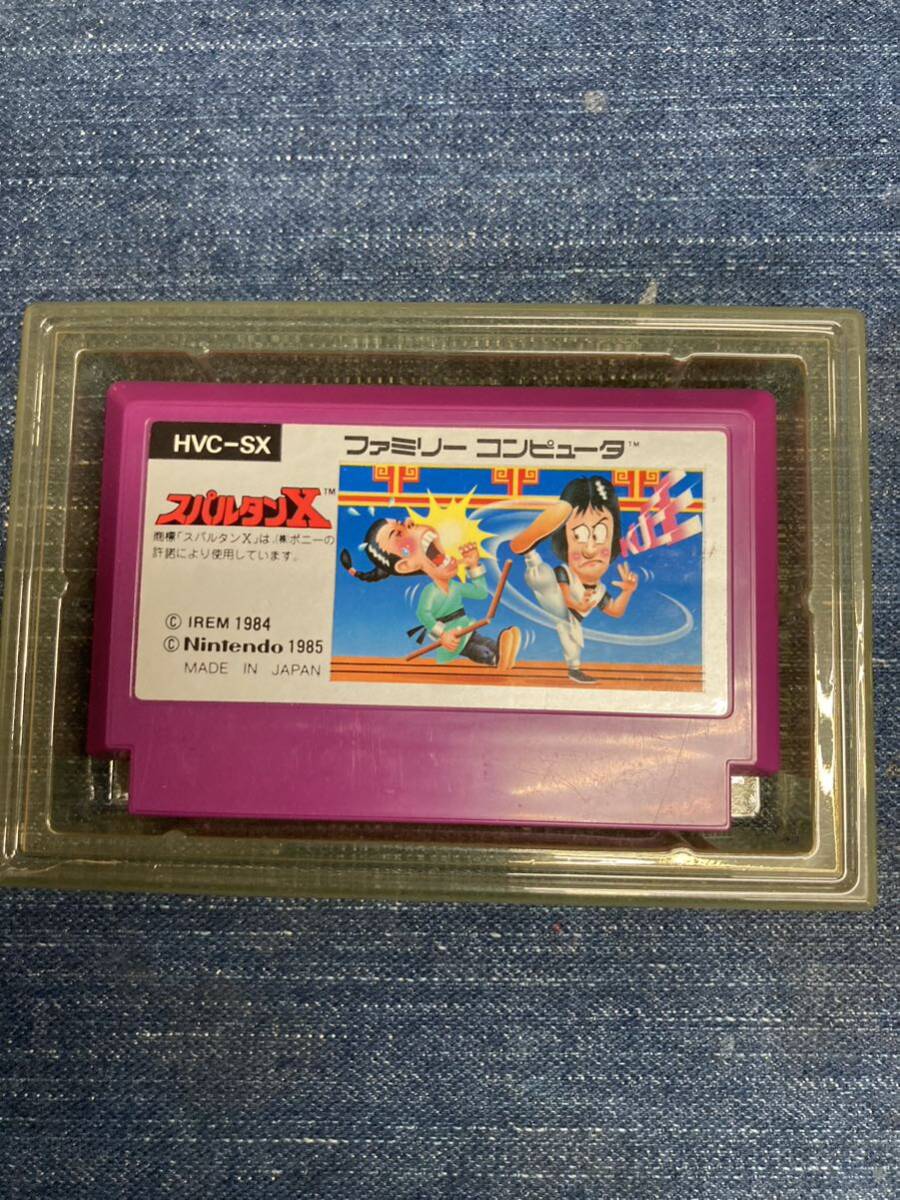 HVC-SX
ファミリー コンピュータ™
スパルタンX™
商標「スパルタンX」は、(株)ポニーの
許諾により使用しています。
© IREM 1984
© Nintendo 1985
MADE IN JAPAN